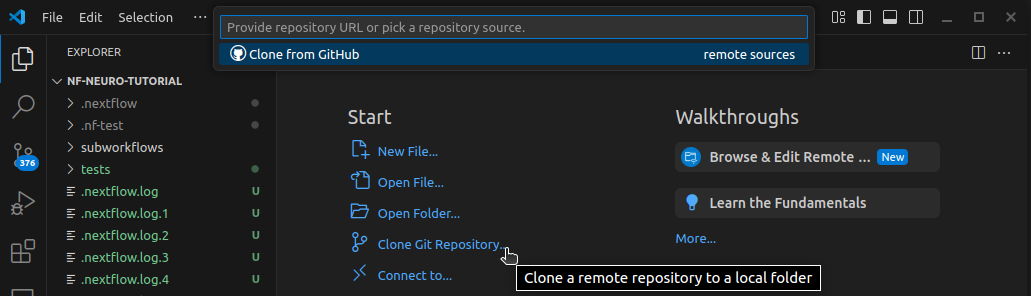 File Edit Selection ···
Provide repository URL or pick a repository source.
Clone from GitHub remote sources
EXPLORER
NF-NEURO-TUTORIAL
.nextflow
.nf-test
subworkflows
tests
.nextflow.log U
.nextflow.log.1 U
.nextflow.log.2 U
.nextflow.log.3 U
.nextflow.log.4 U
376
Start
New File...
Open File...
Open Folder...
Clone Git Repository...
Connect to...
Clone a remote repository to a local folder
Walkthroughs
Browse & Edit Remote ... New
Learn the Fundamentals
More...